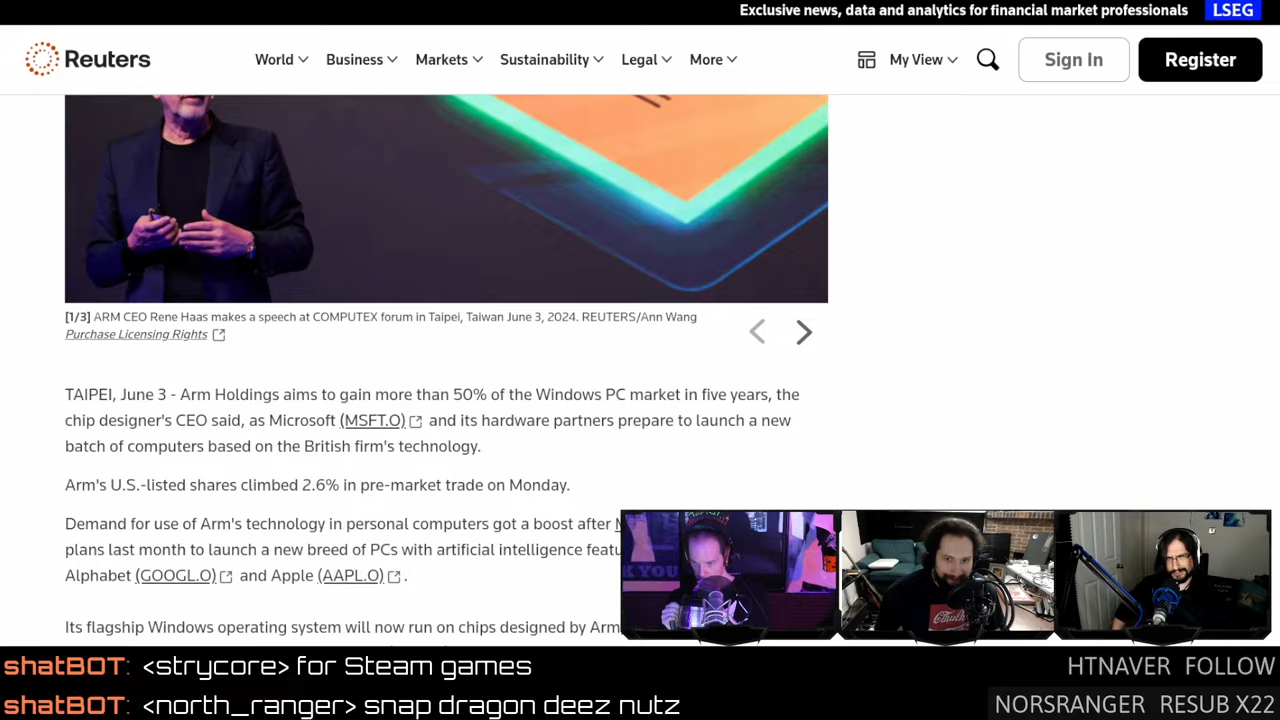 Exclusive news, data and analytics for financial market professionals LSEG
Reuters World Business Markets Sustainability Legal More My View Sign In Register
[1/3] ARM CEO Rene Haas makes a speech at COMPUTEX forum in Taipei, Taiwan June 3, 2024. REUTERS/Ann Wang
Purchase Licensing Rights
TAIPEI, June 3 - Arm Holdings aims to gain more than 50% of the Windows PC market in five years, the
chip designer's CEO said, as Microsoft (MSFT.O) and its hardware partners prepare to launch a new
batch of computers based on the British firm's technology.
Arm's U.S.-listed shares climbed 2.6% in pre-market trade on Monday.
Demand for use of Arm's technology in personal computers got a boost after
plans last month to launch a new breed of PCs with artificial intelligence
Alphabet (GOOGL.O) and Apple (AAPL.O).
Its flagship Windows operating system will now run on chips designed by Arm,
shatBOT: <strycore> for Steam games
shatBOT: <north_ranger> snap dragon deez nutz
HTNAVER FOLLOW
NORSRANGER RESUB X22